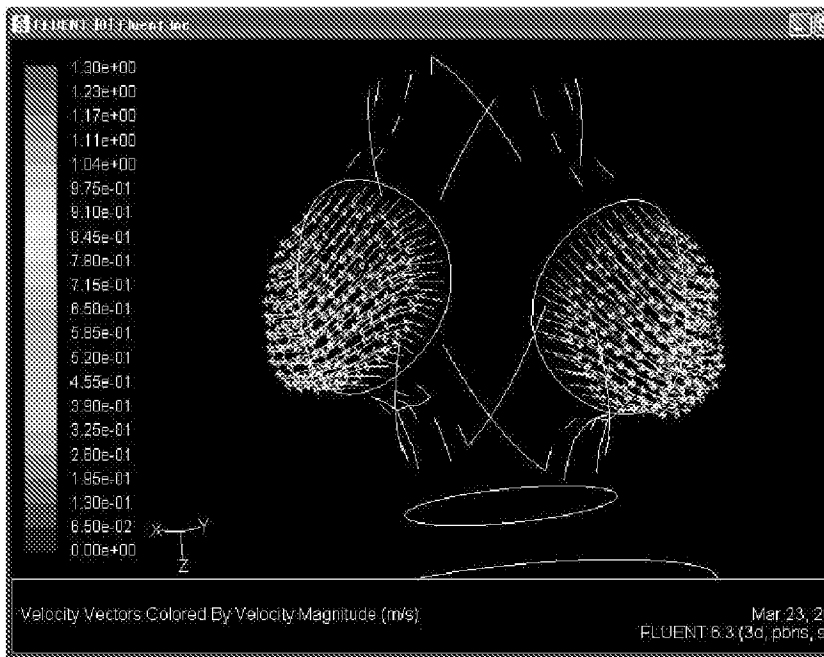 FLUENT [0] Fluent Inc
1.30e+00
1.23e+00
1.17e+00
1.11e+00
1.04e+00
9.75e-01
9.10e-01
8.45e-01
7.80e-01
7.15e-01
6.50e-01
5.85e-01
5.20e-01
4.55e-01
3.90e-01
3.25e-01
2.60e-01
1.95e-01
1.30e-01
6.50e-02
0.00e+00
X Y
Z
Velocity Vectors Colored By Velocity Magnitude (m/s)
Mar 23, 2
FLUENT 6.3 (3d, pbns, s